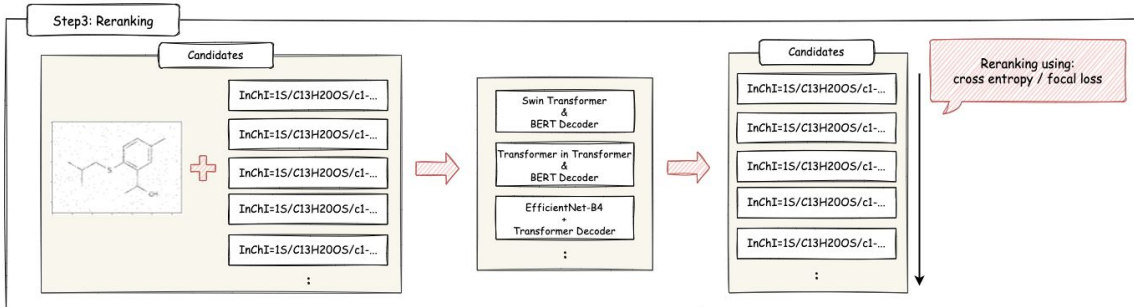 Step3: Reranking
Candidates
InChI=1S/C13H20OS/c1-...
InChI=1S/C13H20OS/c1-...
InChI=1S/C13H20OS/c1-...
InChI=1S/C13H20OS/c1-...
InChI=1S/C13H20OS/c1-...
:
S
OH
Swin Transformer
&
BERT Decoder
Transformer in Transformer
&
BERT Decoder
EfficientNet-B4
+
Transformer Decoder
:
Candidates
InChI=1S/C13H20OS/c1-...
InChI=1S/C13H20OS/c1-...
InChI=1S/C13H20OS/c1-...
InChI=1S/C13H20OS/c1-...
InChI=1S/C13H20OS/c1-...
:
Reranking using:
cross entropy / focal loss